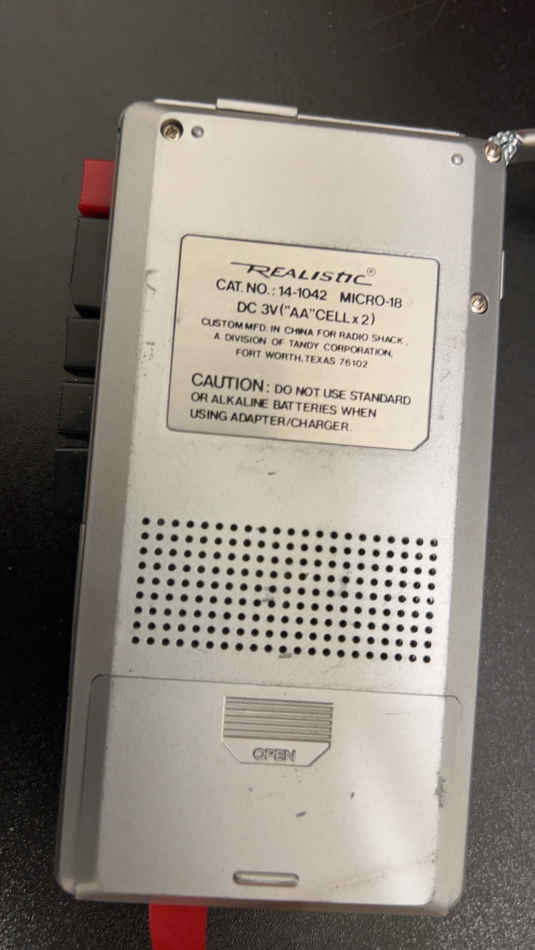 REALISTIC®
CAT. NO.: 14-1042 MICRO-18
DC 3V("AA"CELL x 2)
CUSTOM MFD. IN CHINA FOR RADIO SHACK.
A DIVISION OF TANDY CORPORATION,
FORT WORTH, TEXAS 76102
CAUTION: DO NOT USE STANDARD
OR ALKALINE BATTERIES WHEN
USING ADAPTER/CHARGER.
OPEN